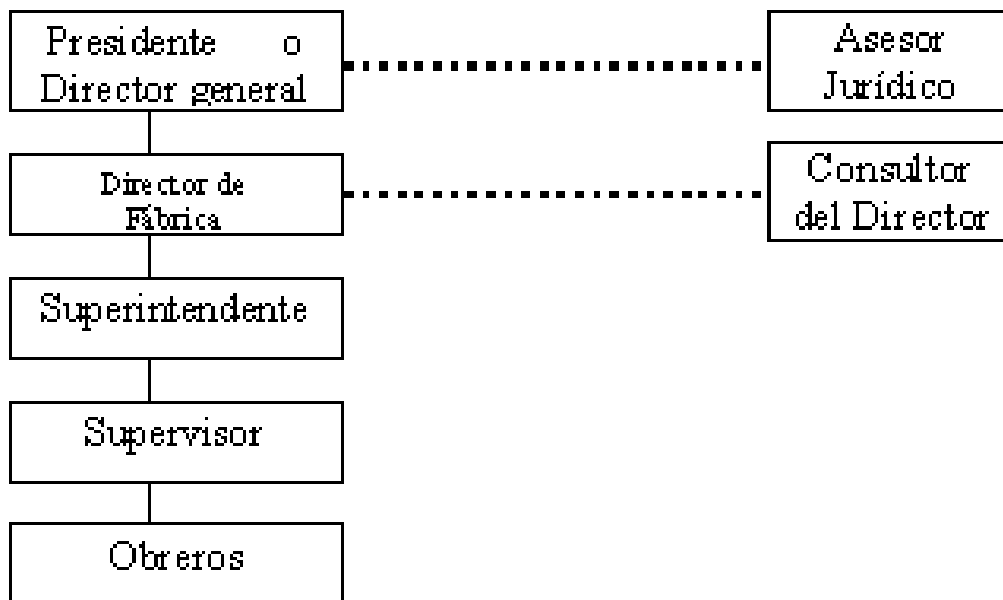 Presidente o
Director general
Asesor
Jurídico
Director de
Fábrica
Consultor
del Director
Superintendente
Supervisor
Obreros